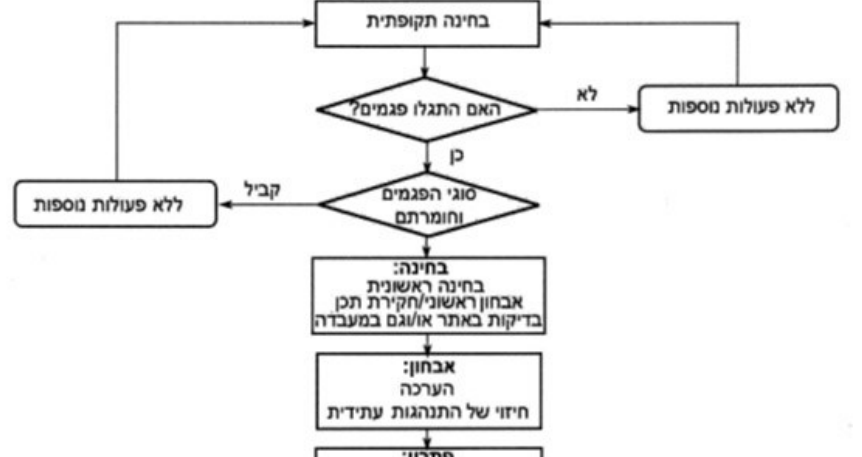 בחינה תקופתית
האם התגלו פגמים?
לא
ללא פעולות נוספות
כן
סוגי הפגמים
וחומרתם
קביל
ללא פעולות נוספות
בחינה:
בחינה ראשונית
אבחון ראשוני/חקירת תכן
בדיקות באתר או/וגם במעבדה
אבחון:
הערכה
חיזוי של התנהגות עתידית